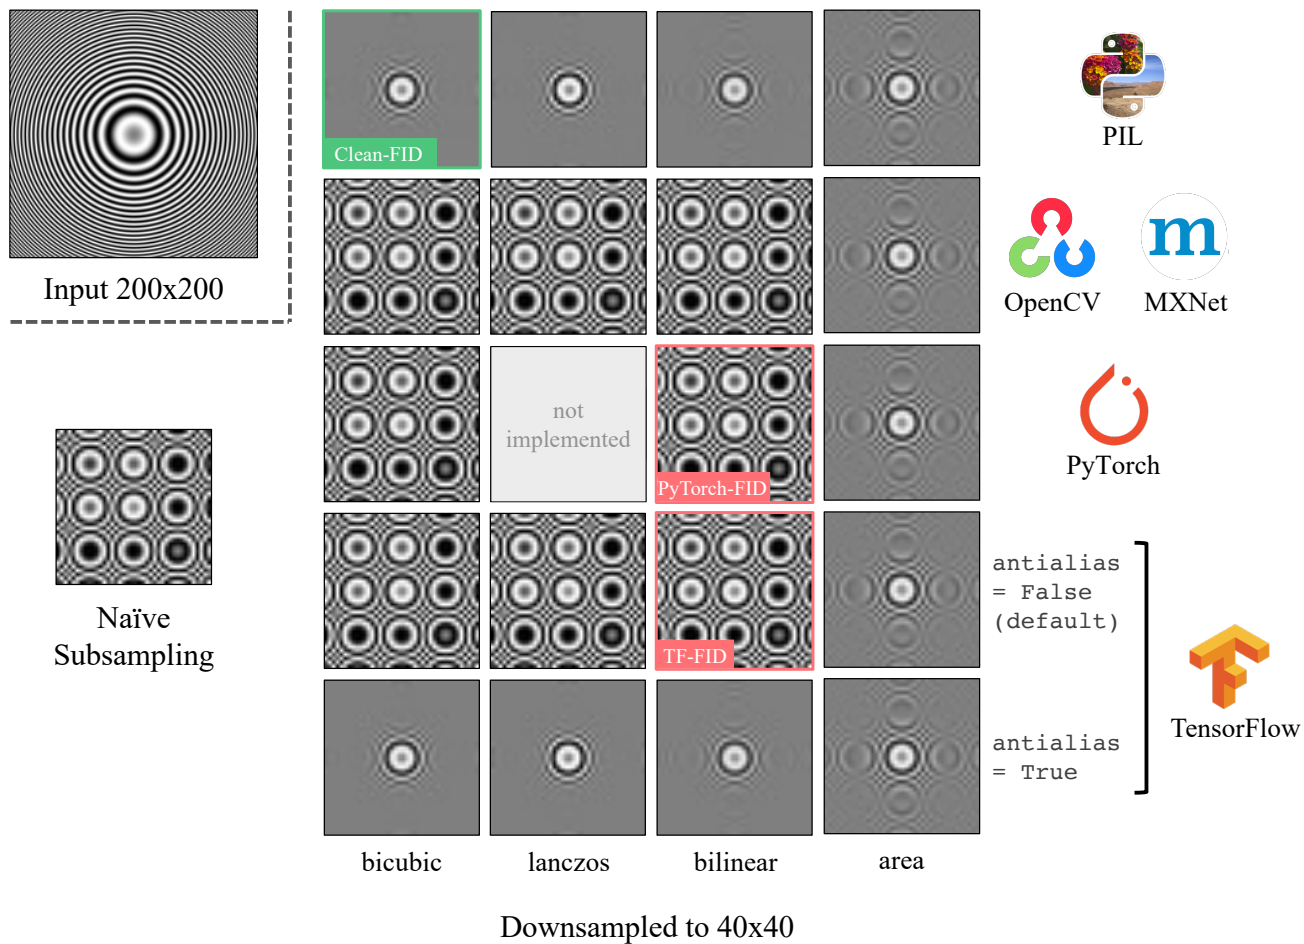 Input 200x200
Naïve
Subsampling
Clean-FID
PIL
m
OpenCV
MXNet
not
implemented
PyTorch-FID
PyTorch
TF-FID
antialias
= False
(default)
antialias
= True
TensorFlow
bicubic
lanczos
bilinear
area
Downsampled to 40x40